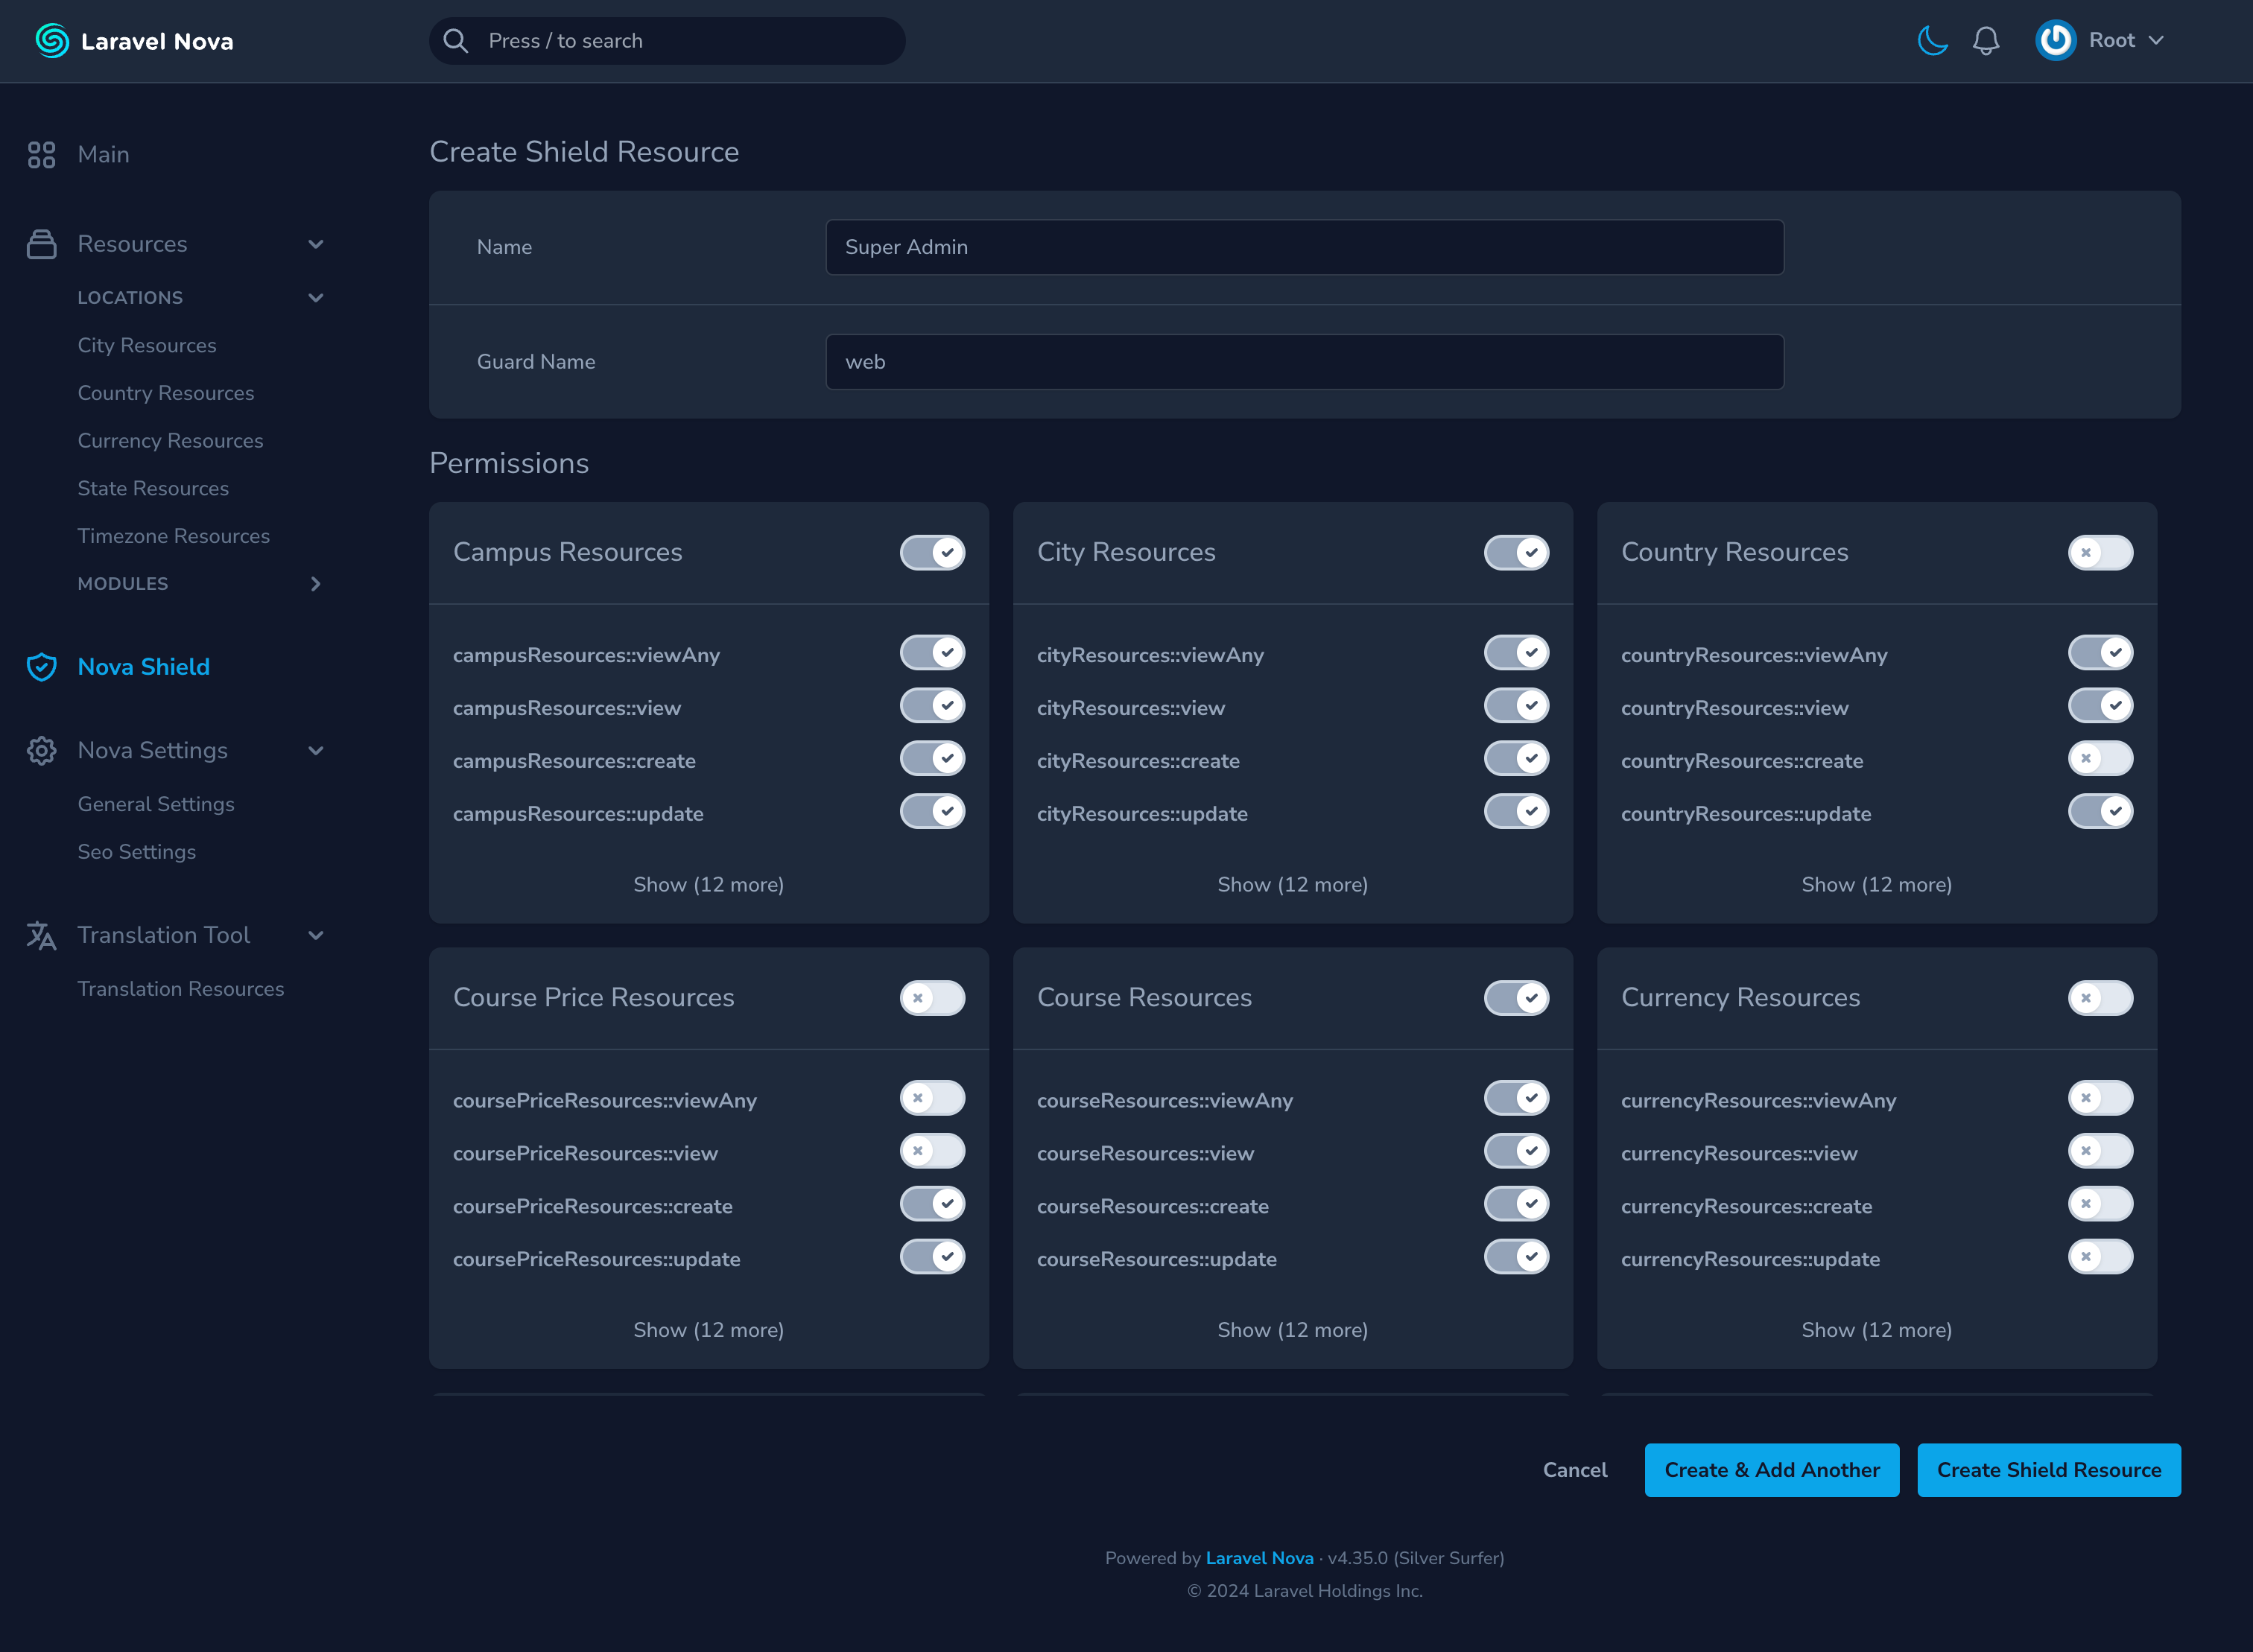 Laravel Nova
Press / to search
Root
Main
Resources
LOCATIONS
City Resources
Country Resources
Currency Resources
State Resources
Timezone Resources
MODULES
Nova Shield
Nova Settings
General Settings
Seo Settings
Translation Tool
Translation Resources
Create Shield Resource
Name
Super Admin
Guard Name
web
Permissions
Campus Resources
campusResources::viewAny
campusResources::view
campusResources::create
campusResources::update
Show (12 more)
City Resources
cityResources::viewAny
cityResources::view
cityResources::create
cityResources::update
Show (12 more)
Country Resources
countryResources::viewAny
countryResources::view
countryResources::create
countryResources::update
Show (12 more)
Course Price Resources
coursePriceResources::viewAny
coursePriceResources::view
coursePriceResources::create
coursePriceResources::update
Show (12 more)
Course Resources
courseResources::viewAny
courseResources::view
courseResources::create
courseResources::update
Show (12 more)
Currency Resources
currencyResources::viewAny
currencyResources::view
currencyResources::create
currencyResources::update
Show (12 more)
Cancel
Create & Add Another
Create Shield Resource
Powered by Laravel Nova · v4.35.0 (Silver Surfer)
© 2024 Laravel Holdings Inc.